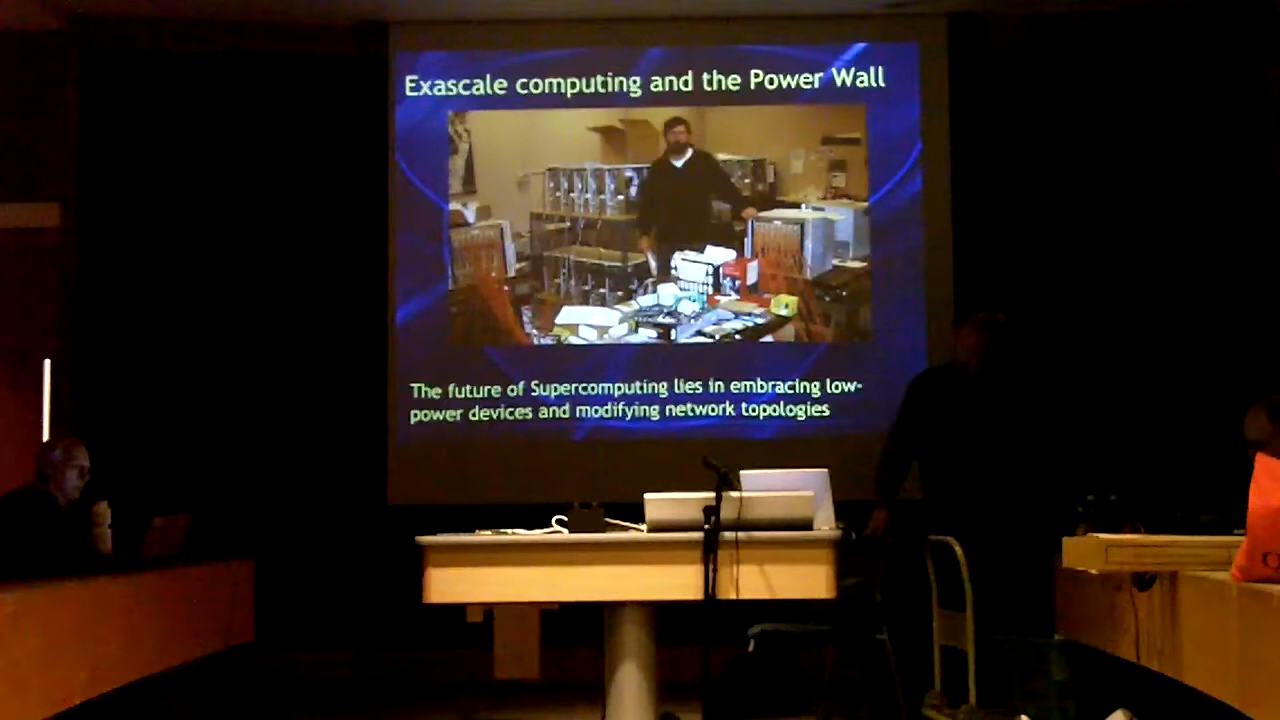 Exascale computing and the Power Wall
The future of Supercomputing lies in embracing low-
power devices and modifying network topologies